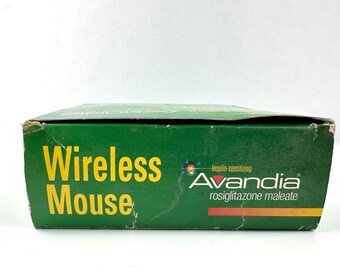 Wireless
Mouse
Insulin-sensitizing
Avandia®
rosiglitazone maleate